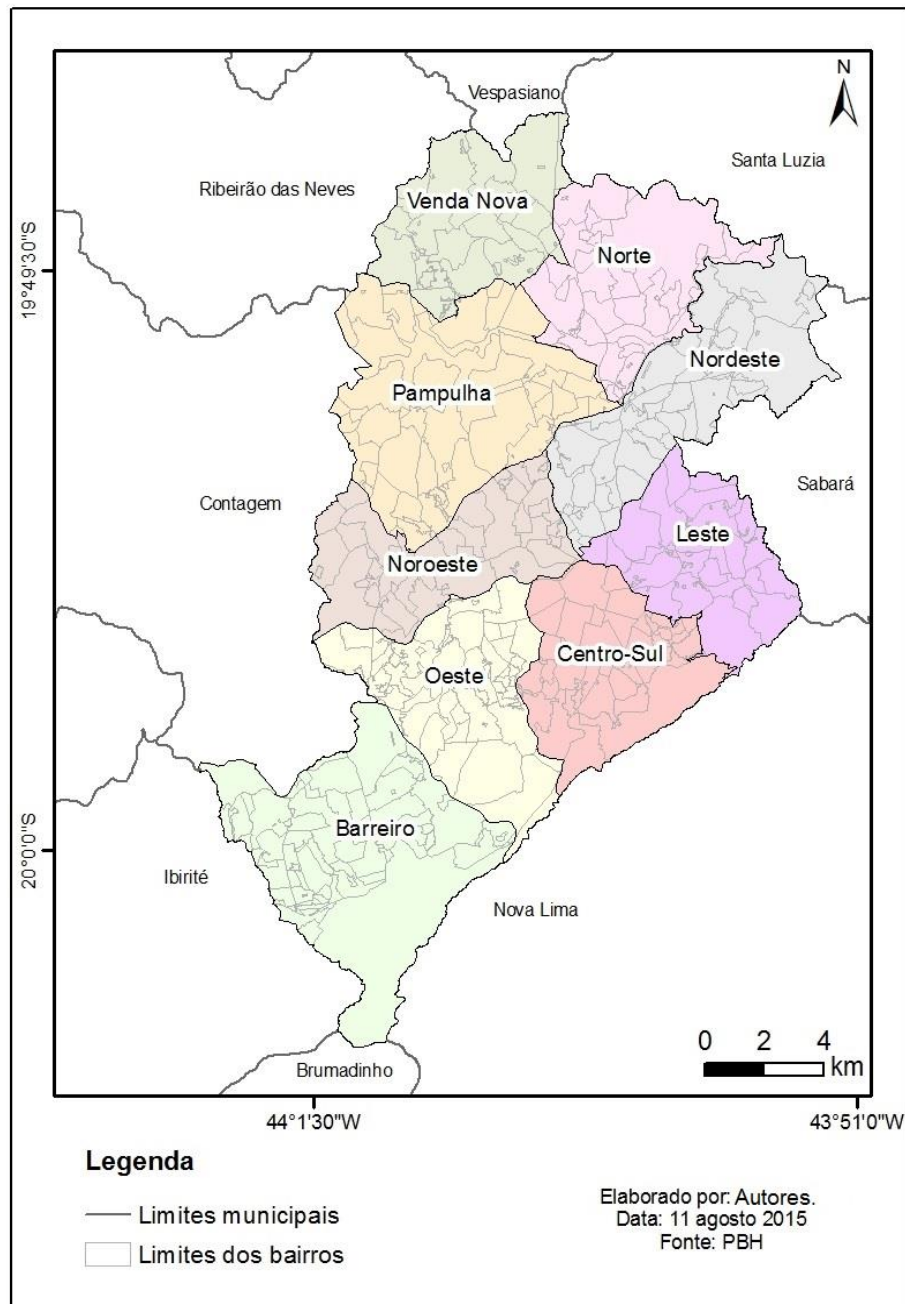 N
Vespasiano
Santa Luzia
Ribeirão das Neves
Venda Nova
Norte
19°49'30"S
Nordeste
Pampulha
Sabará
Contagem
Leste
Noroeste
Centro-Sul
Oeste
Barreiro
20°0'0"S
Ibirité
Nova Lima
0 2 4
km
Brumadinho
44°1'30"W
43°51'0"W
Legenda
Limites municipais
Limites dos bairros
Elaborado por: Autores.
Data: 11 agosto 2015
Fonte: PBH